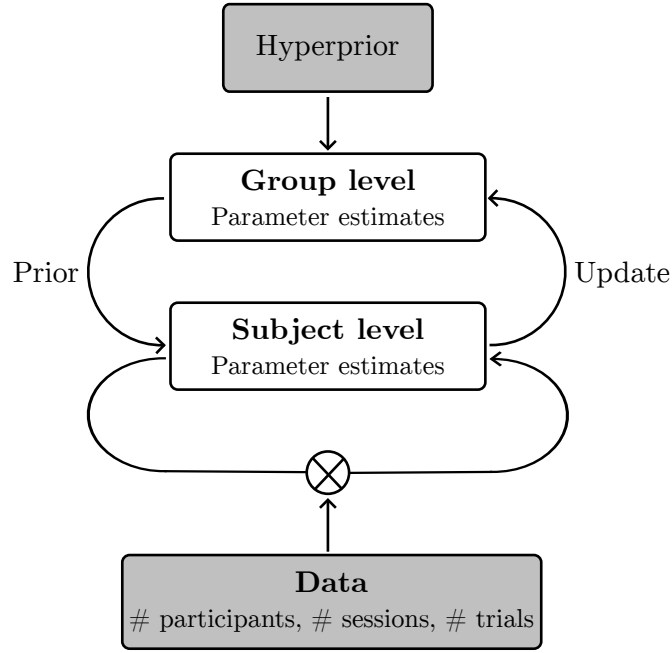 Hyperprior
Group level
Parameter estimates
Prior
Update
Subject level
Parameter estimates
Data
# participants, # sessions, # trials